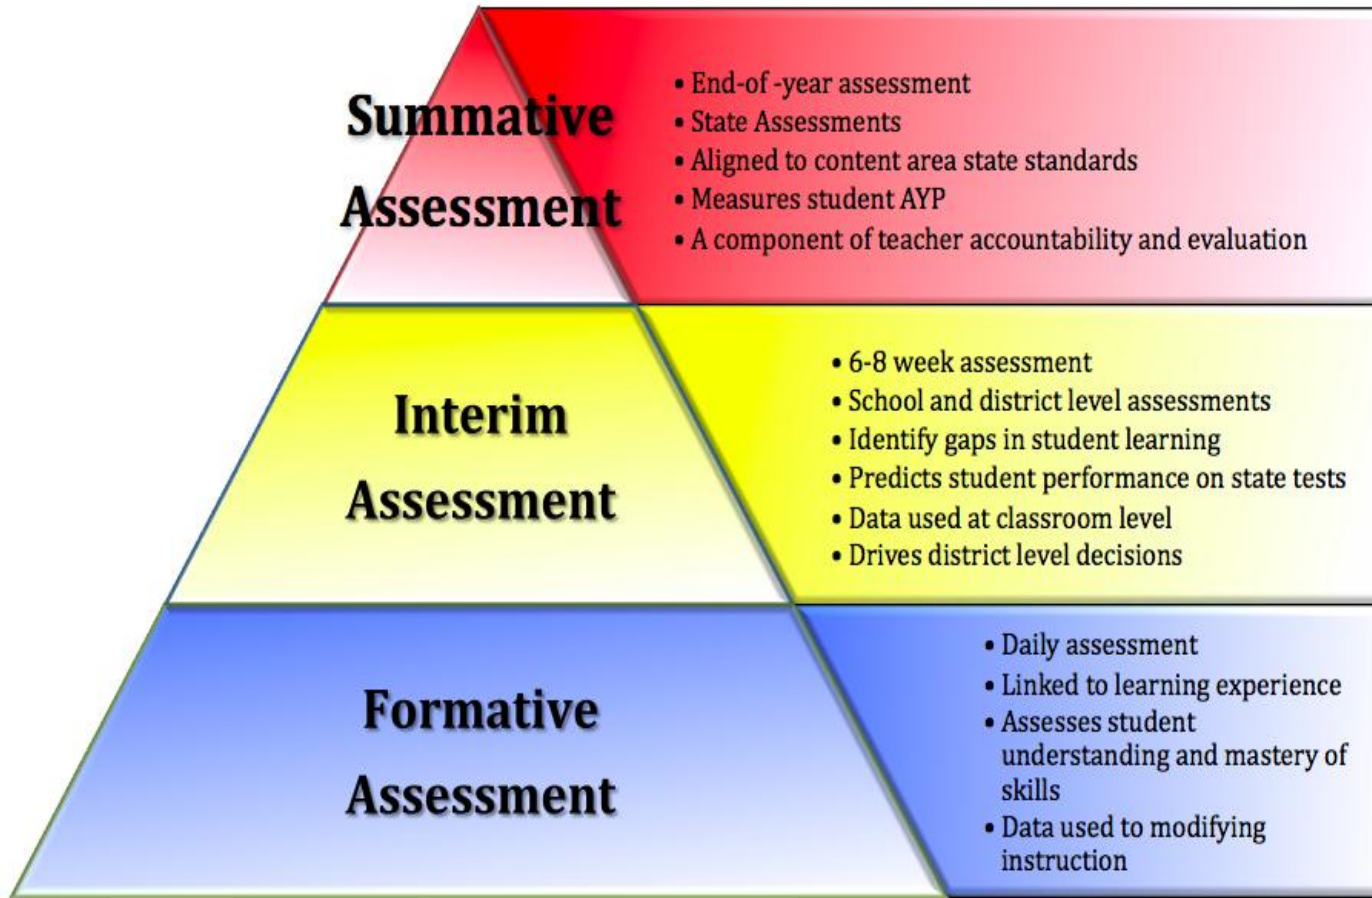 Summative
Assessment
• End-of -year assessment
• State Assessments
• Aligned to content area state standards
• Measures student AYP
• A component of teacher accountability and evaluation
Interim
Assessment
• 6-8 week assessment
• School and district level assessments
• Identify gaps in student learning
• Predicts student performance on state tests
• Data used at classroom level
• Drives district level decisions
Formative
Assessment
• Daily assessment
• Linked to learning experience
• Assesses student
understanding and mastery of
skills
• Data used to modifying
instruction